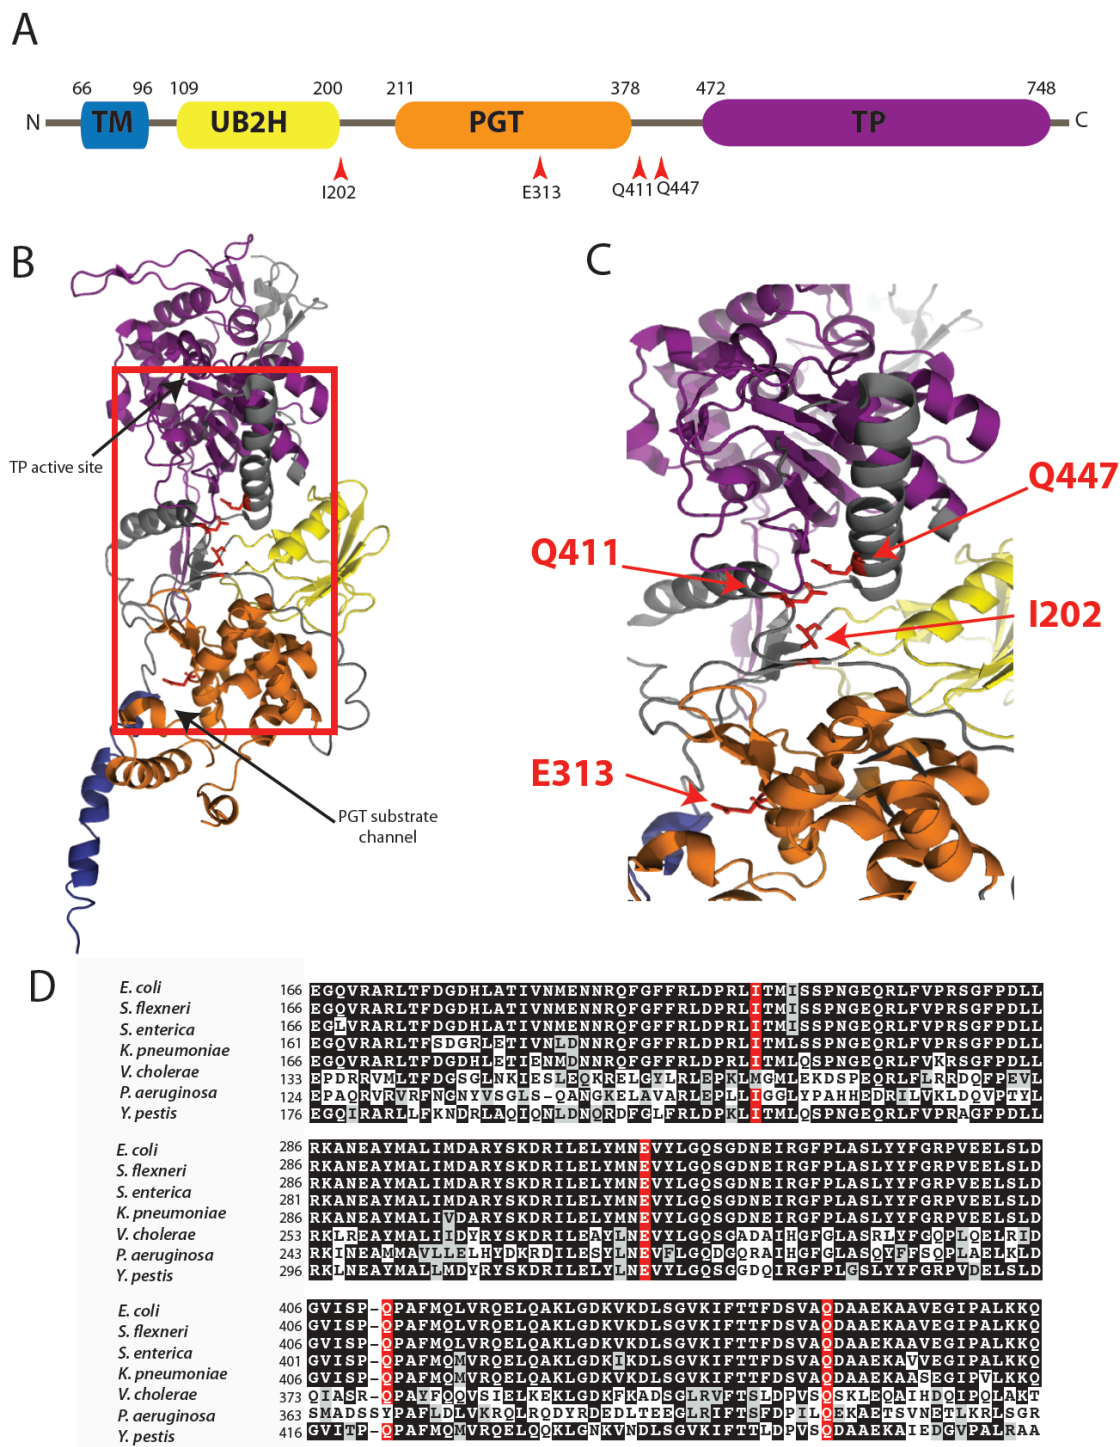 A
66
96
109
200
211
378
472
748
N
TM
UB2H
PGT
TP
C
I202
E313
Q411
Q447
B
TP active site
PGT substrate
channel
C
Q447
Q411
I202
E313
D
E. coli 166 EGQVRARLTFDGDHLATIVNMENNRQFGFFRLDPRLITMISSPNGEQRLFVPRSGFPDLL
S. flexneri 166 EGQVRARLTFDGDHLATIVNMENNRQFGFFRLDPRLITMISSPNGEQRLFVPRSGFPDLL
S. enterica 166 EGLVRARLTFDGDHLATIVNMENNRQFGFFRLDPRLITMISSPNGEQRLFVPRSGFPDLL
K. pneumoniae 161 EGQVRARLTFSDGRLETIVNLDNNRQFGFFRLDPRLITMLSSPNGEQRLFVPRSGFPDLL
166 EGQVRARLTFDGDHLETIENMDNNRQFGFFRLDPRLITMLQSPNGEQRLFVKRSGFPDLL
V. cholerae 133 EPDRRVMLTFDGSGLNKIESLEQKRELGYLRLEPKLMGMLEKDSPEQRLFLRRDQFPEVL
P. aeruginosa 124 EPAQRVRVRFNGNYVSGLS-QANGKELAVARLEPLLIGGLYPAHHEDRILVKLDQVPTYL
Y. pestis 176 EGQIRARLLFKNDRLAQIQNLDNQRDFGLFRLDPKLITMLQSPNGEQRLFVPRAGFPDLL
E. coli 286 RKANEAYMALIMDARYSKDRILELYMNEVYLGQSGDNEIRGFPLASLYYFGRPVEELSLD
S. flexneri 286 RKANEAYMALIMDARYSKDRILELYMNEVYLGQSGDNEIRGFPLASLYYFGRPVEELSLD
S. enterica 286 RKANEAYMALIMDARYSKDRILELYMNEVYLGQSGDNEIRGFPLASLYYFGRPVEELSLD
281 RKANEAYMALIMDARYSKDRILELYMNEVYLGQSGDNEIRGFPLASLYYFGRPVEELSLD
K. pneumoniae 286 RKANEAYMALIVDARYSKDRILELYMNEVYLGQSGDNEIRGFPLASLYYFGRPVEELSLD
V. cholerae 253 RKLREAYMALIIDYRYSKDRILEAYLNEVYLGQSGADAIHGFGLASRLYFGQPLQELRID
P. aeruginosa 243 RKINEAMMAVLLELHYDKRDILESYLNEVFLGQDGQRAIHGFGLASQYFFSQPLAELKLD
Y. pestis 296 RKLNEAYMALLMDYRYSKDRILELYMNEVYLGQSGGDQIRGFPLGSLYYFGRPVDELSLD
E. coli 406 GVISP-QPAFMQLVRQELQAKLGDKVKDLSGVKIFTTFDSVAQDAAEKAAVEGIPALKKQ
S. flexneri 406 GVISP-QPAFMQLVRQELQAKLGDKVKDLSGVKIFTTFDSVAQDAAEKAAVEGIPALKKQ
S. enterica 406 GVISP-QPAFMQLVRQELQAKLGDKVKDLSGVKIFTTFDSVAQDAAEKAAVEGIPALKKQ
401 GVISP-QPAFMQMVRQELQAKLGDKIKDLSGVKIFTTFDSVAQDAAEKAVVEGIPALKKQ
K. pneumoniae 406 GVISP-QPAFMQMVRQELQAKLGDKVKDLSGVKIFTTFDSVAQDAAEKAASEGIPVLKKQ
V. cholerae 373 QIASR-QPAYFQQVSIELKEKLGDKFKADSGLRVFTSLDPVSQSKLEQAIHDQIPQLAKT
P. aeruginosa 363 SMADSSYPAFLDLVKRQLRQDYRDEDLTEEGLRIFTSFDPILQEKAETSVNETLKRLSGR
Y. pestis 416 GVITP-QPAFMQMVRQELQQKLGNKVNDLSGVKIFTTLDPVSQDAAEKAIEDGVPALRAA